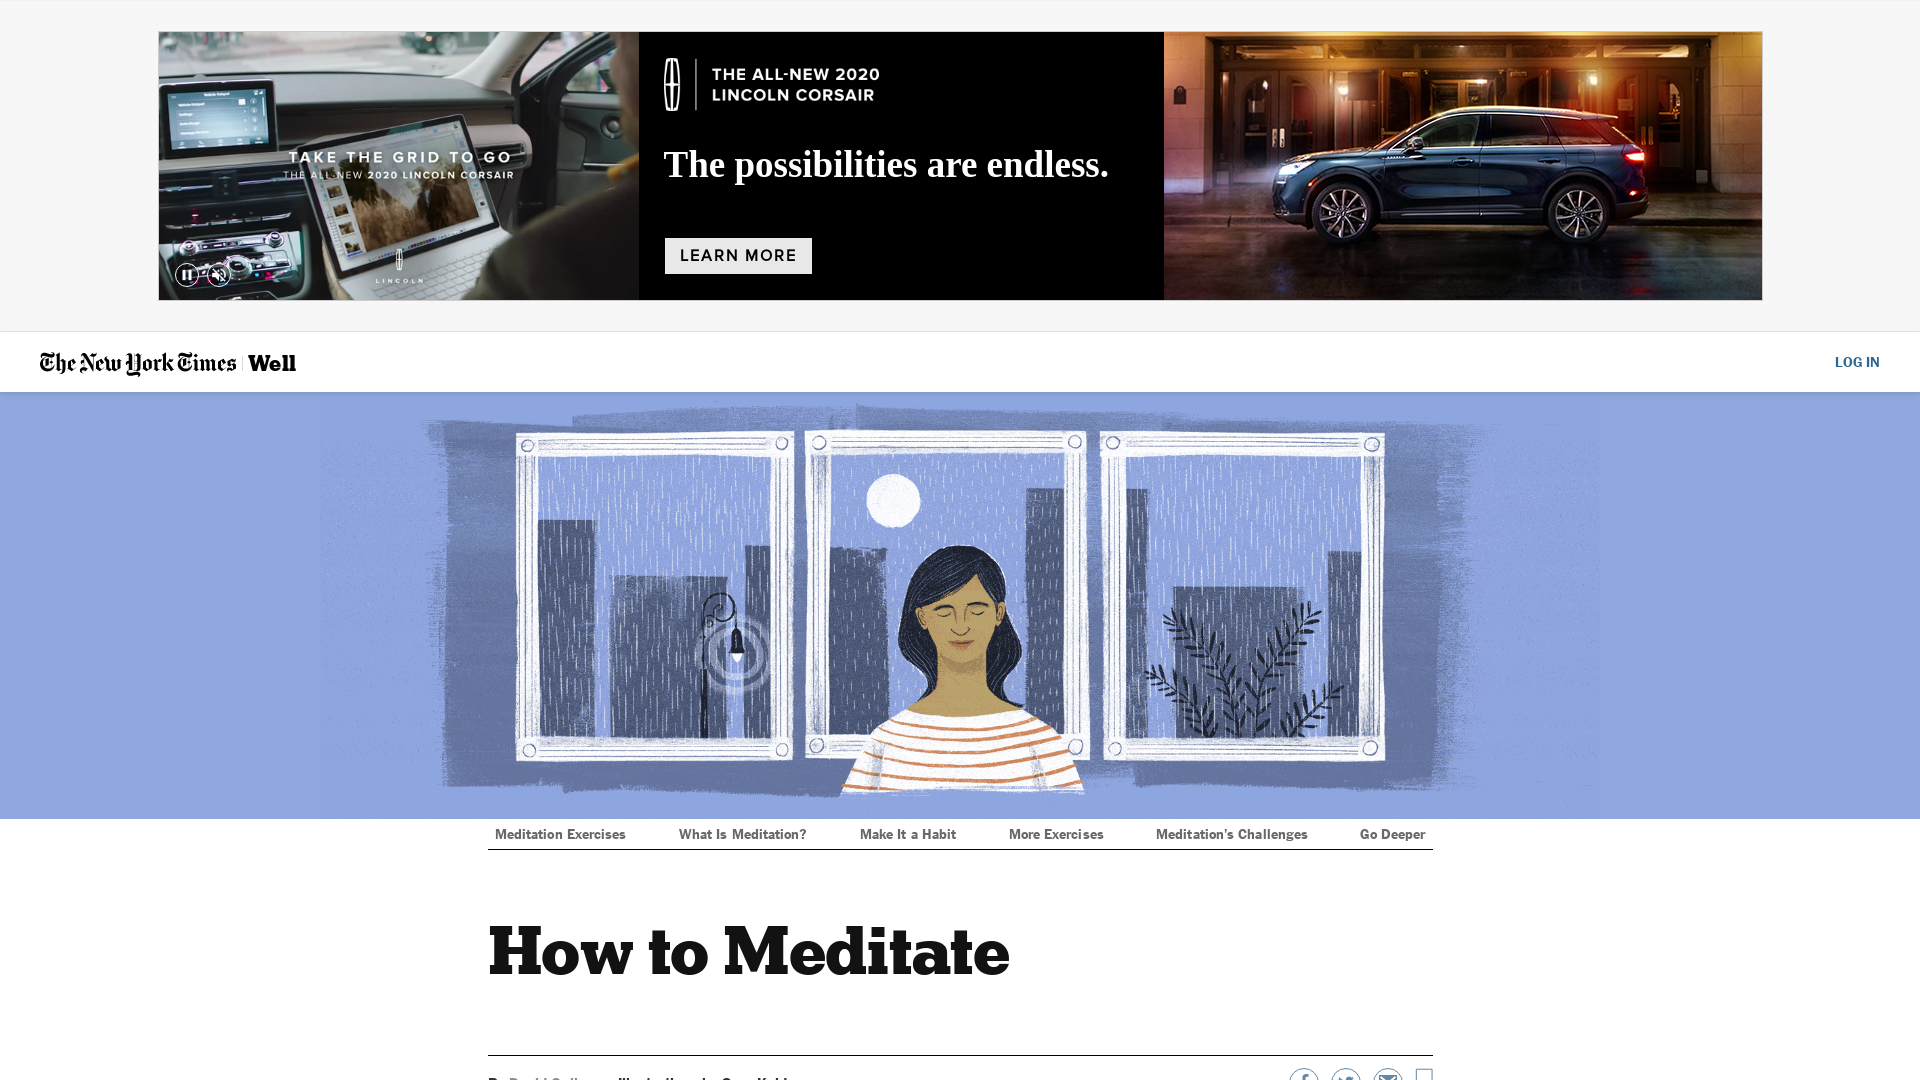 TAKE THE GRID TO GO
THE ALL-NEW 2020 LINCOLN CORSAIR
LINCOLN
THE ALL-NEW 2020
LINCOLN CORSAIR
The possibilities are endless.
LEARN MORE
The New York Times | Well
LOG IN
Meditation Exercises
What Is Meditation?
Make It a Habit
More Exercises
Meditation's Challenges
Go Deeper
How to Meditate